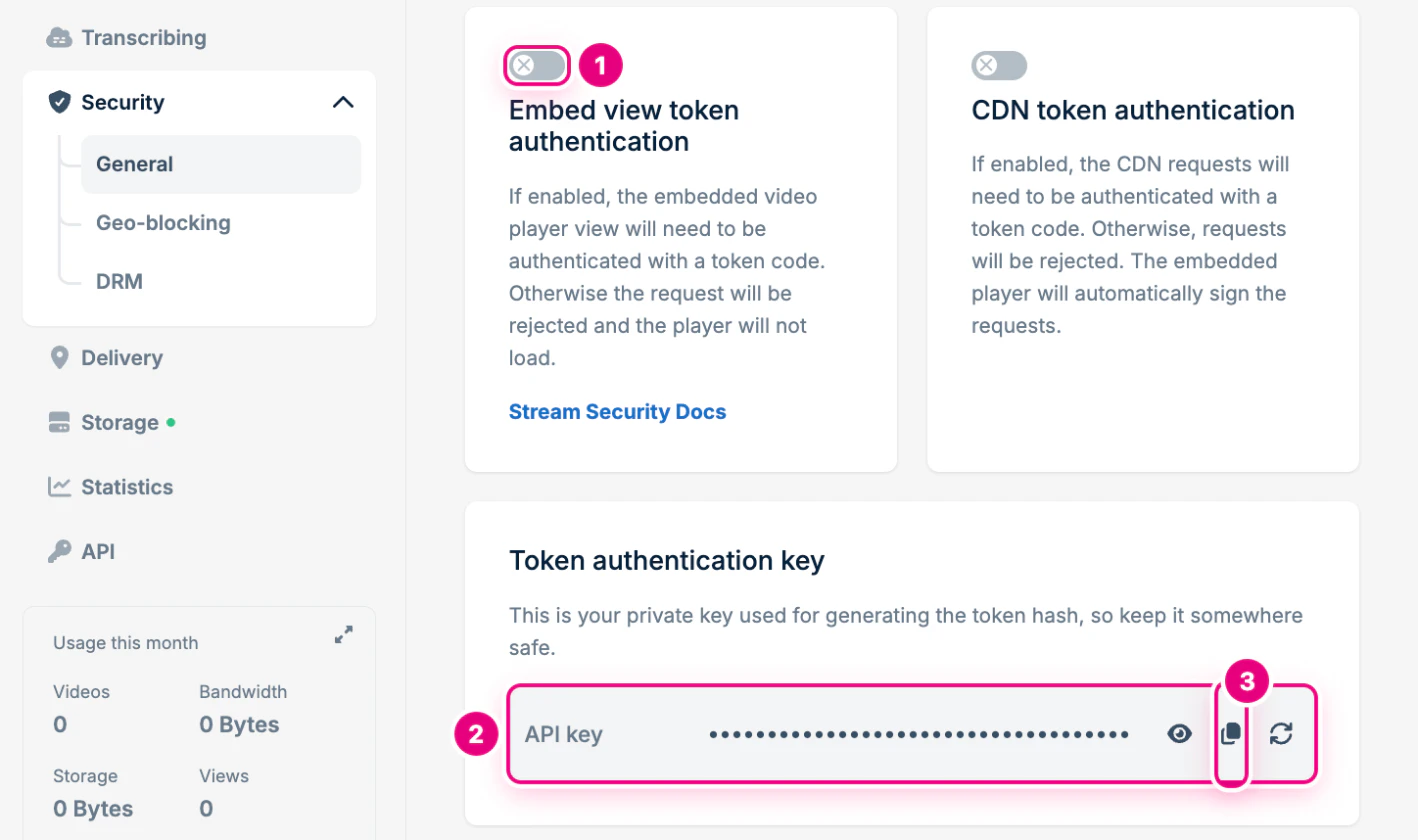 Transcribing
Security
General
Geo-blocking
DRM
Delivery
Storage
Statistics
API
Usage this month
Videos
Bandwidth
0
0 Bytes
Storage
Views
0 Bytes
0
1
Embed view token
authentication
If enabled, the embedded video
player view will need to be
authenticated with a token code.
Otherwise the request will be
rejected and the player will not
load.
Stream Security Docs
CDN token authentication
If enabled, the CDN requests will
need to be authenticated with a
token code. Otherwise, requests
will be rejected. The embedded
player will automatically sign the
requests.
Token authentication key
This is your private key used for generating the token hash, so keep it somewhere
safe.
3
2
API key